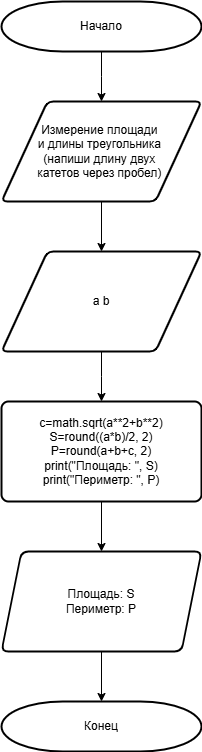 Начало
Измерение площади
и длины треугольника
(напиши длину двух
катетов через пробел)
a b
c=math.sqrt(a**2+b**2)
S=round((a*b)/2, 2)
P=round(a+b+c, 2)
print("Площадь: ", S)
print("Периметр: ", P)
Площадь: S
Периметр: P
Конец